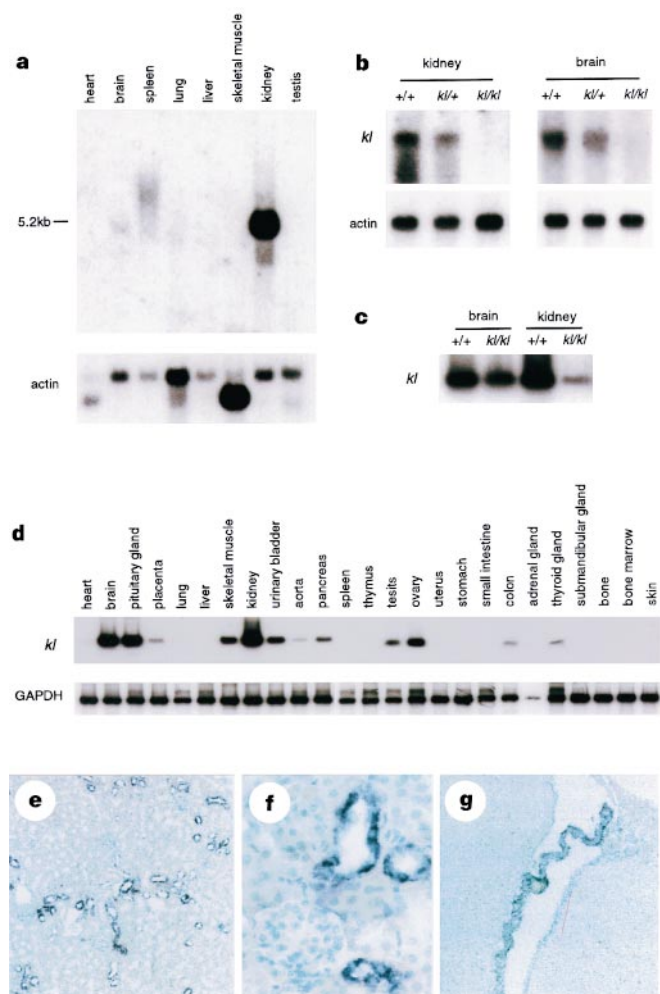 a
heart
brain
spleen
lung
liver
skeletal muscle
kidney
testis
5.2kb
actin
b
kidney
brain
+/+
kl/+
kl/kl
+/+
kl/+
kl/kl
kl
actin
c
brain
kidney
+/+
kl/kl
+/+
kl/kl
kl
d
heart
brain
pituitary gland
placenta
lung
liver
skeletal muscle
kidney
urinary bladder
aorta
pancreas
spleen
thymus
tesits
ovary
uterus
stomach
small intestine
colon
adrenal gland
thyroid gland
submandibular gland
bone
bone marrow
skin
kl
GAPDH
e
f
g